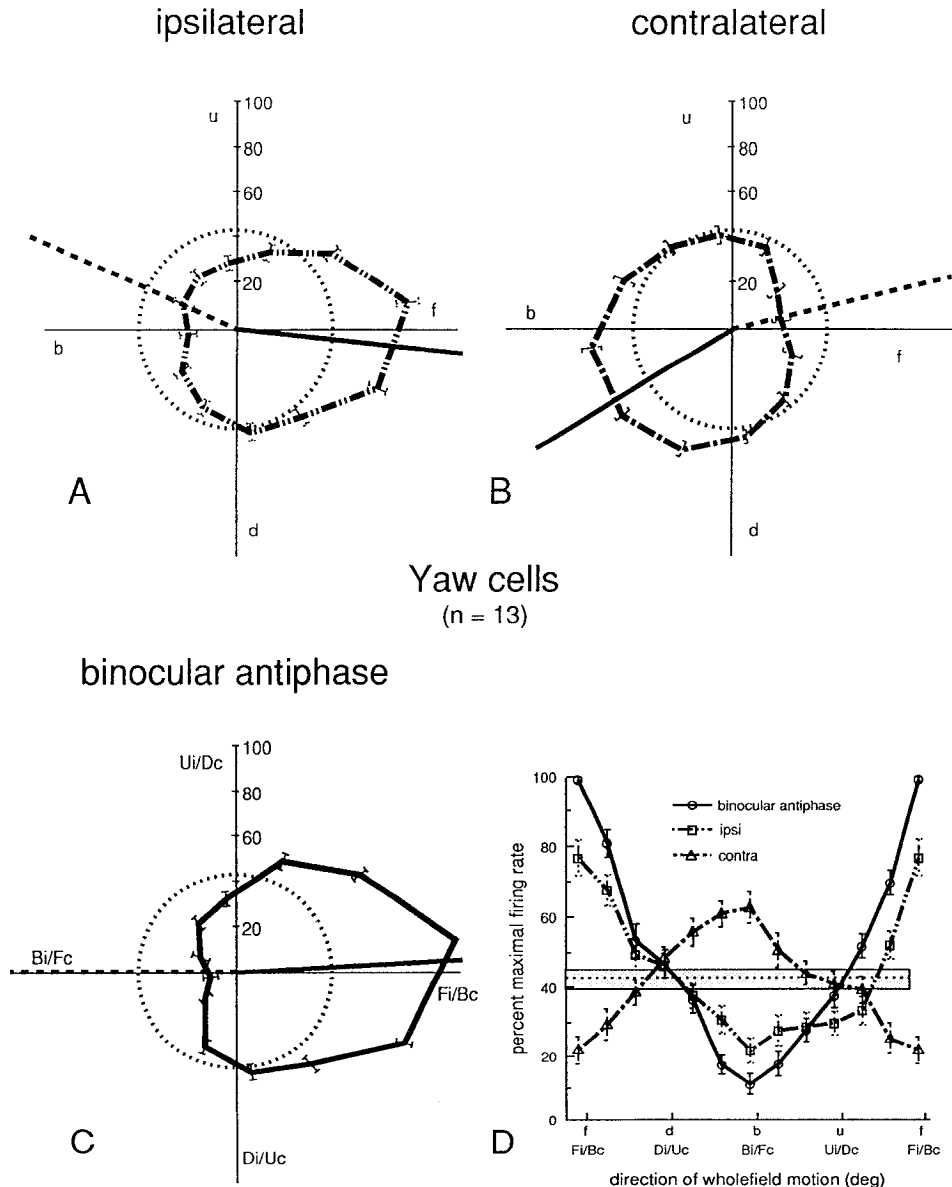 ipsilateral
contralateral
u
100
80
60
20
f
b
d
A
u
100
80
60
20
b
f
d
B
Yaw cells
(n = 13)
binocular antiphase
Ui/Dc
100
80
60
20
Bi/Fc
Fi/Bc
Di/Uc
C
percent maximal firing rate
100
80
60
40
20
0
binocular antiphase
ipsi
contra
f d b u f
Fi/Bc Di/Uc Bi/Fc Ui/Dc Fi/Bc
direction of wholefield motion (deg)
D